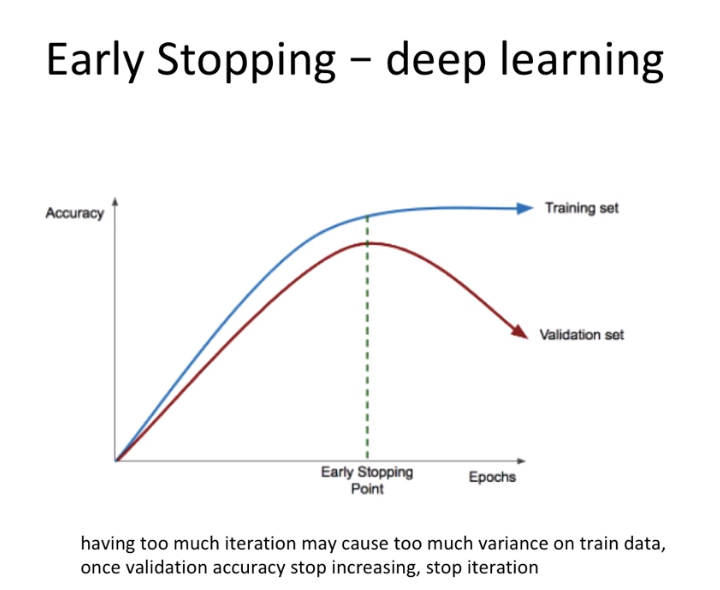 Early Stopping – deep learning
Accuracy
Training set
Validation set
Early Stopping
Point
Epochs
having too much iteration may cause too much variance on train data,
once validation accuracy stop increasing, stop iteration